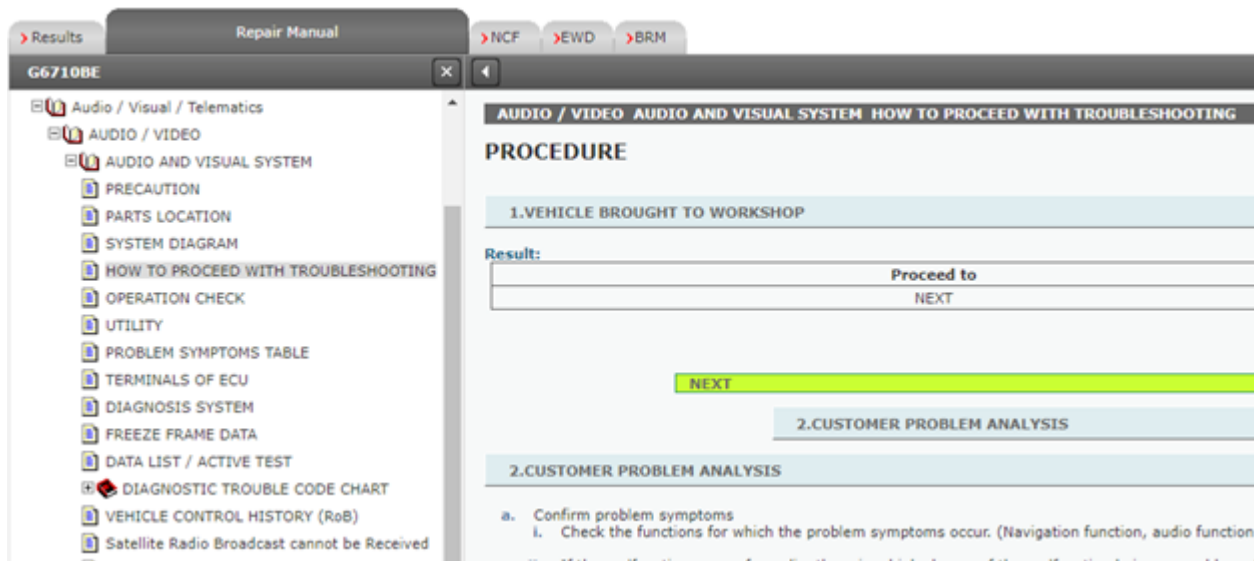 Results
Repair Manual
NCF
EWD
BRM
G6710BE
Audio / Visual / Telematics
AUDIO / VIDEO
AUDIO AND VISUAL SYSTEM
PRECAUTION
PARTS LOCATION
SYSTEM DIAGRAM
HOW TO PROCEED WITH TROUBLESHOOTING
OPERATION CHECK
UTILITY
PROBLEM SYMPTOMS TABLE
TERMINALS OF ECU
DIAGNOSIS SYSTEM
FREEZE FRAME DATA
DATA LIST / ACTIVE TEST
DIAGNOSTIC TROUBLE CODE CHART
VEHICLE CONTROL HISTORY (RoB)
Satellite Radio Broadcast cannot be Received
AUDIO / VIDEO AUDIO AND VISUAL SYSTEM HOW TO PROCEED WITH TROUBLESHOOTING
PROCEDURE
1.VEHICLE BROUGHT TO WORKSHOP
Result:
Proceed to
NEXT
NEXT
2.CUSTOMER PROBLEM ANALYSIS
2.CUSTOMER PROBLEM ANALYSIS
a. Confirm problem symptoms
i. Check the functions for which the problem symptoms occur. (Navigation function, audio function